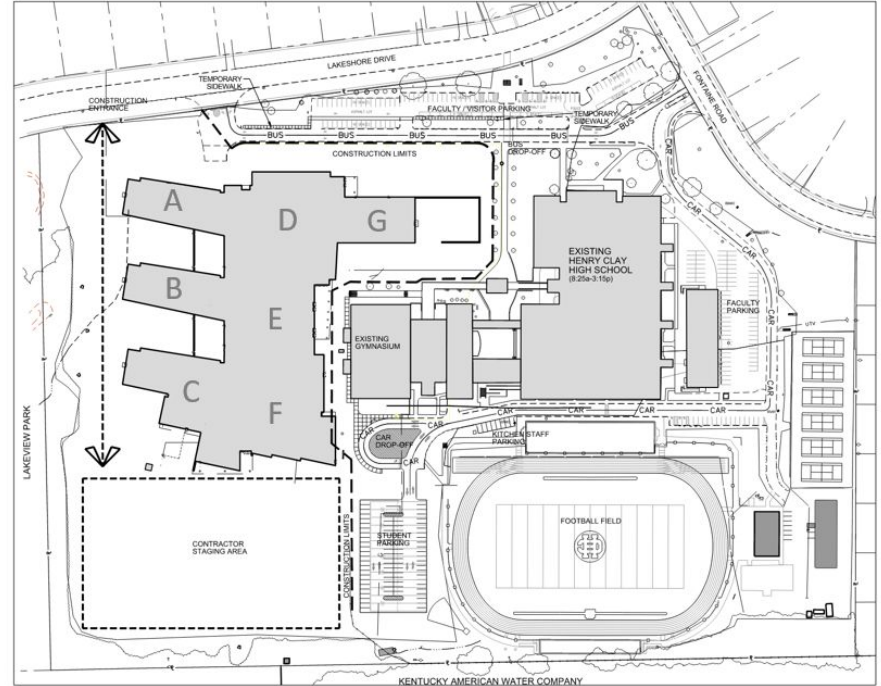 LAKESHORE DRIVE
FONTAINE ROAD
TEMPORARY
SIDEWALK
CONSTRUCTION
ENTRANCE
FACULTY / VISITOR PARKING
TEMPORARY
SIDEWALK
BUS
BUS
BUS
BUS
BUS
BUS
BUS
BUS
DROP-OFF
CONSTRUCTION LIMITS
CAR
CAR
CAR
A
D
G
B
E
C
F
EXISTING
HENRY CLAY
HIGH SCHOOL
(8:25a-3:15p)
FACULTY
PARKING
CAR
CAR
EXISTING
GYMNASIUM
CAR
CAR
CAR
CAR
CAR
CAR
CAR
CAR
DROP-OFF
KITCHEN STAFF
PARKING
LAKEVIEW PARK
CONTRACTOR
STAGING AREA
CONSTRUCTION LIMITS
STUDENT
PARKING
FOOTBALL FIELD
KENTUCKY AMERICAN WATER COMPANY